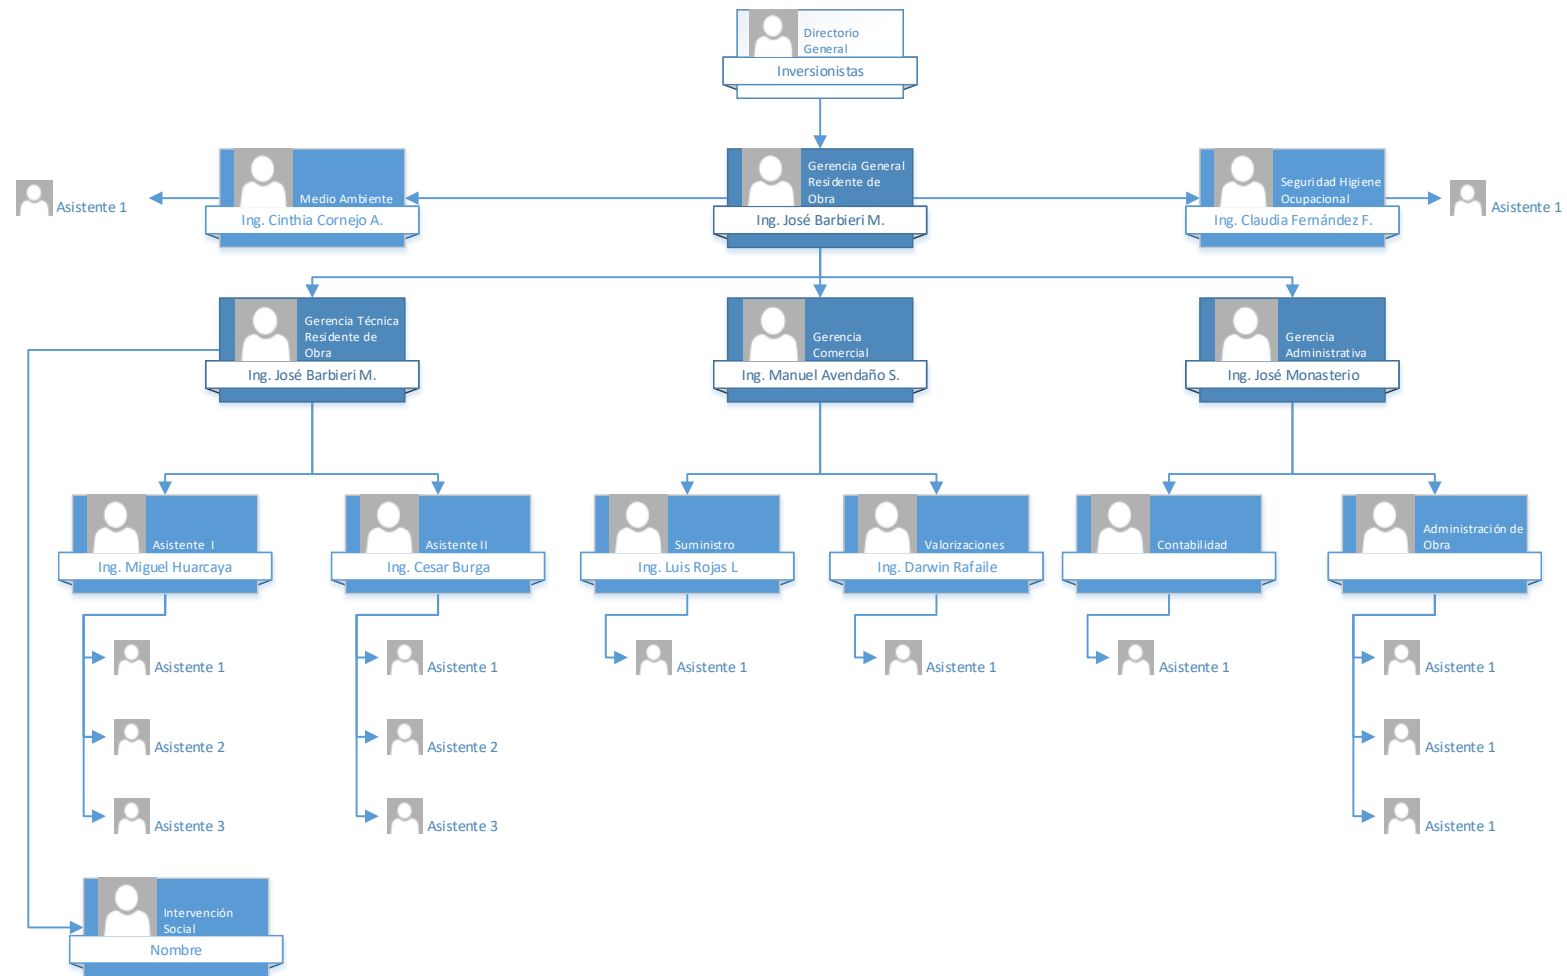 Directorio
General
Inversionistas
Gerencia General
Residente de
Obra
Ing. José Barbieri M.
Medio Ambiente
Ing. Cinthia Cornejo A.
Asistente 1
Seguridad Higiene
Ocupacional
Ing. Claudia Fernández F.
Asistente 1
Gerencia Técnica
Residente de
Obra
Ing. José Barbieri M.
Gerencia
Comercial
Ing. Manuel Avendaño S.
Gerencia
Administrativa
Ing. José Monasterio
Asistente I
Ing. Miguel Huarcaya
Asistente II
Ing. Cesar Burga
Suministro
Ing. Luis Rojas L
Valorizaciones
Ing. Darwin Rafaile
Contabilidad
Administración de
Obra
Asistente 1
Asistente 1
Asistente 1
Asistente 1
Asistente 1
Asistente 1
Asistente 2
Asistente 2
Asistente 1
Asistente 3
Asistente 3
Asistente 1
Intervención
Social
Nombre